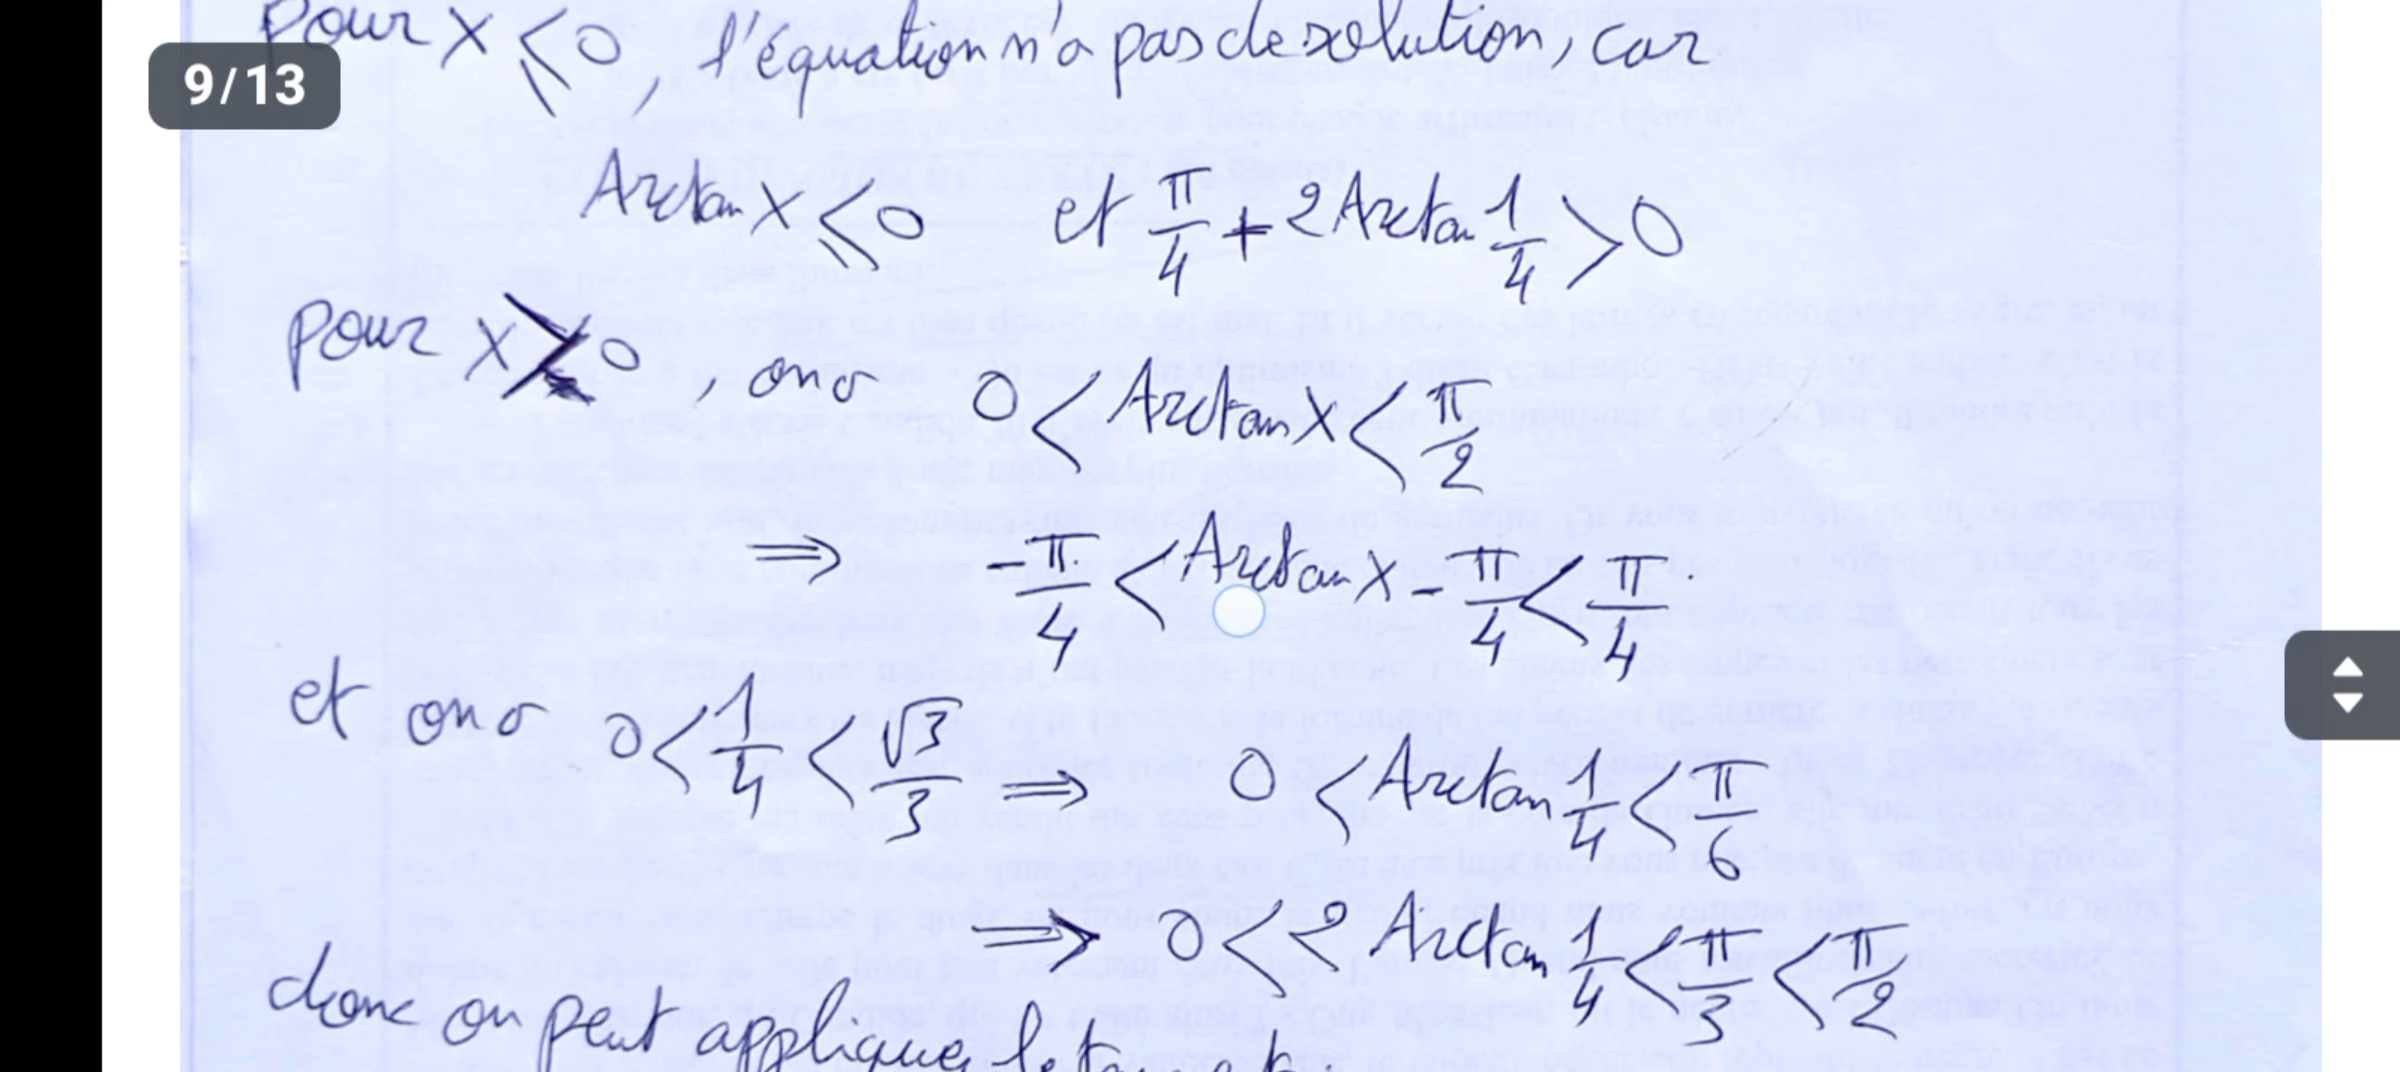 pour x ⩽ 0, l'équation n'a pas de solution, car
9/13
Arctan x ⩽ 0 et π/4 + 2 Arctan 1/4 > 0
pour x > 0, on a 0 < Arctan x < π/2
⇒ -π/4 < Arctan x - π/4 < π/4
et on a 0 < 1/4 < √3/3 ⇒ 0 < Arctan 1/4 < π/6
⇒ 0 < 2 Arctan 1/4 < π/3 < π/2
donc on peut appliquer